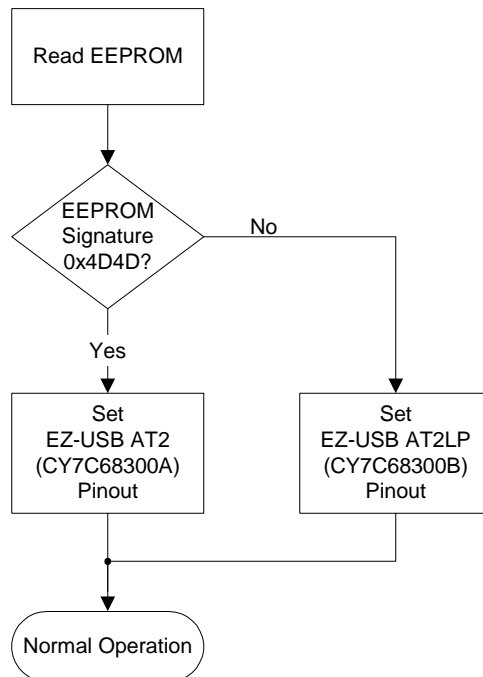 Read EEPROM
EEPROM
Signature
0x4D4D?
No
Yes
Set
EZ-USB AT2
(CY7C68300A)
Pinout
Set
EZ-USB AT2LP
(CY7C68300B)
Pinout
Normal Operation